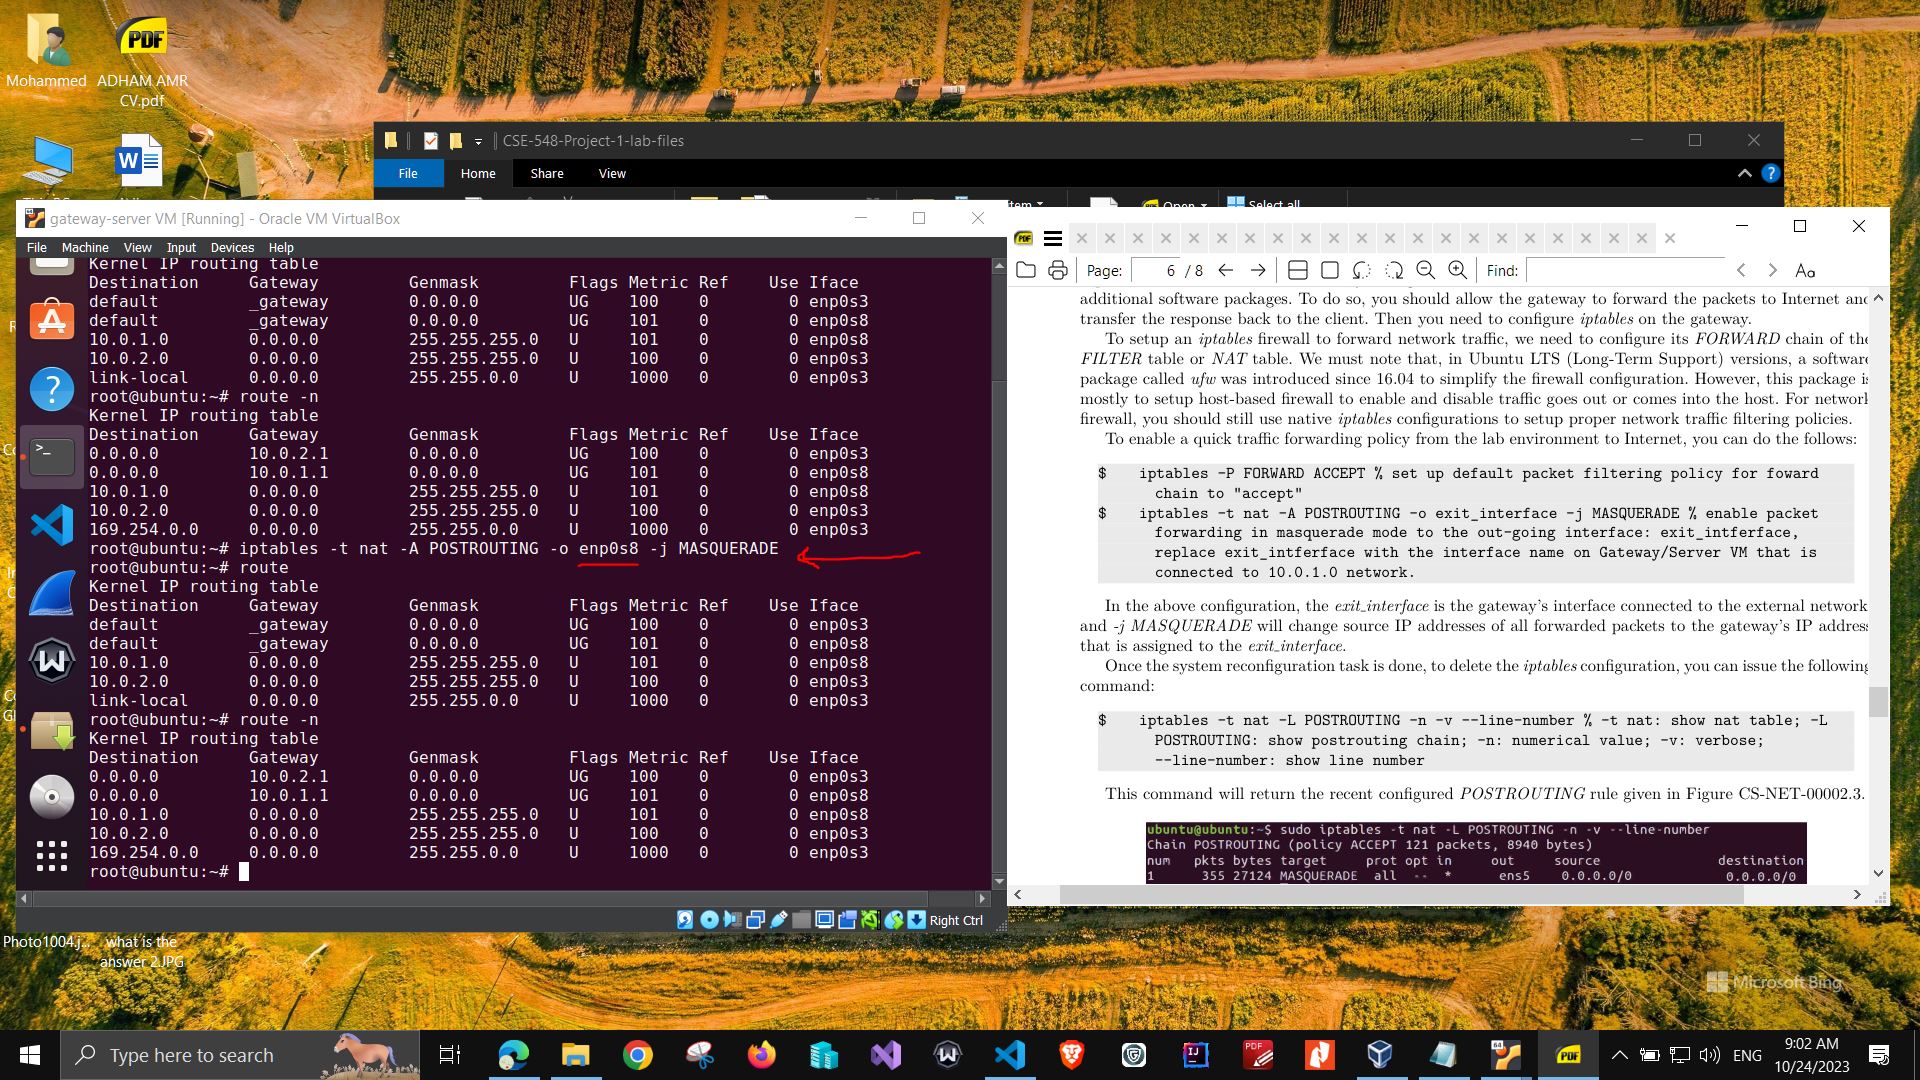 Mohammed
ADHAM AMR
CV.pdf
CSE-548-Project-1-lab-files
File Home Share View
Open
Select all
gateway-server VM [Running] - Oracle VM VirtualBox
File Machine View Input Devices Help
Kernel IP routing table
Destination Gateway Genmask Flags Metric Ref Use Iface
default _gateway 0.0.0.0 UG 100 0 0 enp0s3
default _gateway 0.0.0.0 UG 101 0 0 enp0s8
10.0.1.0 0.0.0.0 255.255.255.0 U 101 0 0 enp0s8
10.0.2.0 0.0.0.0 255.255.255.0 U 100 0 0 enp0s3
link-local 0.0.0.0 255.255.0.0 U 1000 0 0 enp0s3
root@ubuntu:~# route -n
Kernel IP routing table
Destination Gateway Genmask Flags Metric Ref Use Iface
0.0.0.0 10.0.2.1 0.0.0.0 UG 100 0 0 enp0s3
0.0.0.0 10.0.1.1 0.0.0.0 UG 101 0 0 enp0s8
10.0.1.0 0.0.0.0 255.255.255.0 U 101 0 0 enp0s8
10.0.2.0 0.0.0.0 255.255.255.0 U 100 0 0 enp0s3
169.254.0.0 0.0.0.0 255.255.0.0 U 1000 0 0 enp0s3
root@ubuntu:~# iptables -t nat -A POSTROUTING -o enp0s8 -j MASQUERADE
root@ubuntu:~# route
Kernel IP routing table
Destination Gateway Genmask Flags Metric Ref Use Iface
default _gateway 0.0.0.0 UG 100 0 0 enp0s3
default _gateway 0.0.0.0 UG 101 0 0 enp0s8
10.0.1.0 0.0.0.0 255.255.255.0 U 101 0 0 enp0s8
10.0.2.0 0.0.0.0 255.255.255.0 U 100 0 0 enp0s3
link-local 0.0.0.0 255.255.0.0 U 1000 0 0 enp0s3
root@ubuntu:~# route -n
Kernel IP routing table
Destination Gateway Genmask Flags Metric Ref Use Iface
0.0.0.0 10.0.2.1 0.0.0.0 UG 100 0 0 enp0s3
0.0.0.0 10.0.1.1 0.0.0.0 UG 101 0 0 enp0s8
10.0.1.0 0.0.0.0 255.255.255.0 U 101 0 0 enp0s8
10.0.2.0 0.0.0.0 255.255.255.0 U 100 0 0 enp0s3
169.254.0.0 0.0.0.0 255.255.0.0 U 1000 0 0 enp0s3
root@ubuntu:~#
Right Ctrl
Page: 6 / 8 Find:
additional software packages. To do so, you should allow the gateway to forward the packets to Internet and
transfer the response back to the client. Then you need to configure iptables on the gateway.
To setup an iptables firewall to forward network traffic, we need to configure its FORWARD chain of the
FILTER table or NAT table. We must note that, in Ubuntu LTS (Long-Term Support) versions, a software
package called ufw was introduced since 16.04 to simplify the firewall configuration. However, this package is
mostly to setup host-based firewall to enable and disable traffic goes out or comes into the host. For network
firewall, you should still use native iptables configurations to setup proper network traffic filtering policies.
To enable a quick traffic forwarding policy from the lab environment to Internet, you can do the follows:
$ iptables -P FORWARD ACCEPT % set up default packet filtering policy for foward
chain to "accept"
$ iptables -t nat -A POSTROUTING -o exit_interface -j MASQUERADE % enable packet
forwarding in masquerade mode to the out-going interface: exit_intferface,
replace exit_intferface with the interface name on Gateway/Server VM that is
connected to 10.0.1.0 network.
In the above configuration, the exit_interface is the gateway's interface connected to the external network
and -j MASQUERADE will change source IP addresses of all forwarded packets to the gateway's IP address
that is assigned to the exit_interface.
Once the system reconfiguration task is done, to delete the iptables configuration, you can issue the following
command:
$ iptables -t nat -L POSTROUTING -n -v --line-number % -t nat: show nat table; -L
POSTROUTING: show postrouting chain; -n: numerical value; -v: verbose;
--line-number: show line number
This command will return the recent configured POSTROUTING rule given in Figure CS-NET-00002.3.
ubuntu@ubuntu:~$ sudo iptables -t nat -L POSTROUTING -n -v --line-number
Chain POSTROUTING (policy ACCEPT 121 packets, 8940 bytes)
num pkts bytes target prot opt in out source destination
1 355 27124 MASQUERADE all -- * ens5 0.0.0.0/0 0.0.0.0/0
Photo1004.j...
what is the
answer 2.JPG
Microsoft Bing
Type here to search
ENG
9:02 AM
10/24/2023